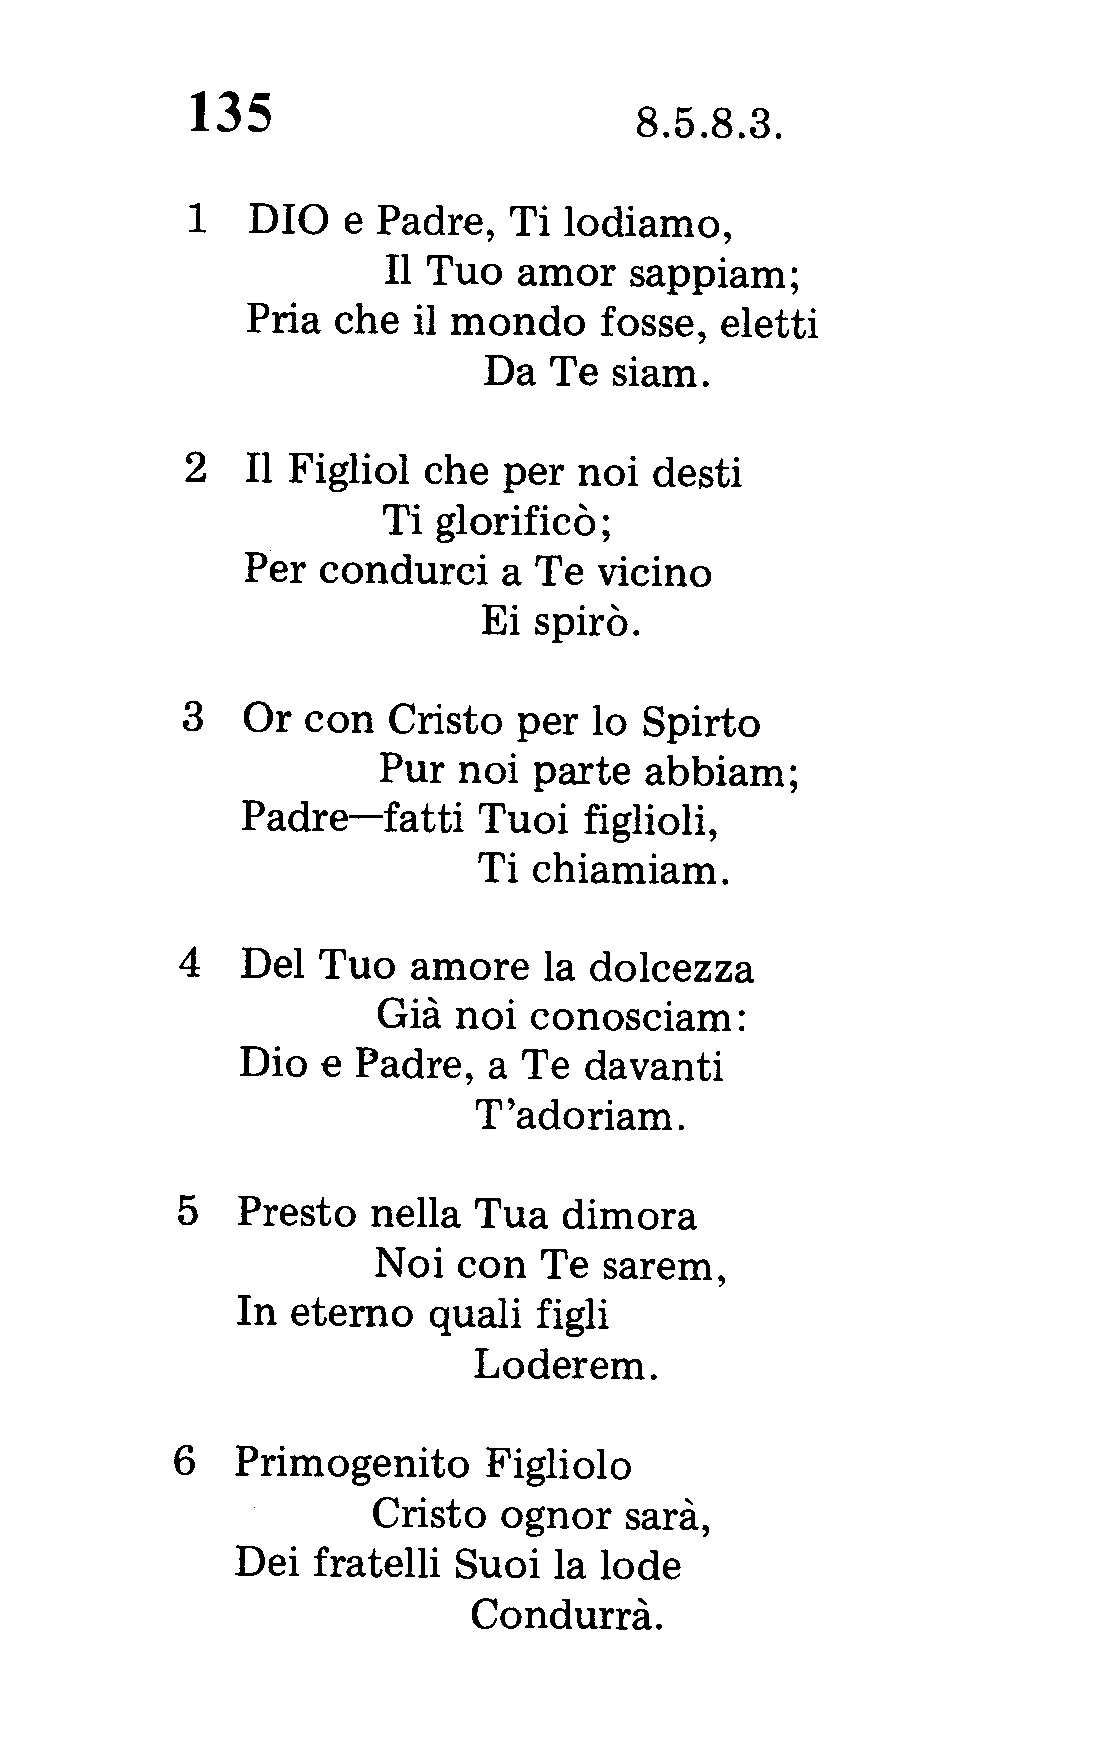 135 8.5.8.3.
1 DIO e Padre, Ti lodiamo,
Il Tuo amor sappiam;
Pria che il mondo fosse, eletti
Da Te siam.
2 Il Figliol che per noi desti
Ti glorificò;
Per condurci a Te vicino
Ei spirò.
3 Or con Cristo per lo Spirto
Pur noi parte abbiam;
Padre—fatti Tuoi figlioli,
Ti chiamiam.
4 Del Tuo amore la dolcezza
Già noi conosciam:
Dio e Padre, a Te davanti
T’adoriam.
5 Presto nella Tua dimora
Noi con Te sarem,
In eterno quali figli
Loderem.
6 Primogenito Figliolo
Cristo ognor sarà,
Dei fratelli Suoi la lode
Condurrà.